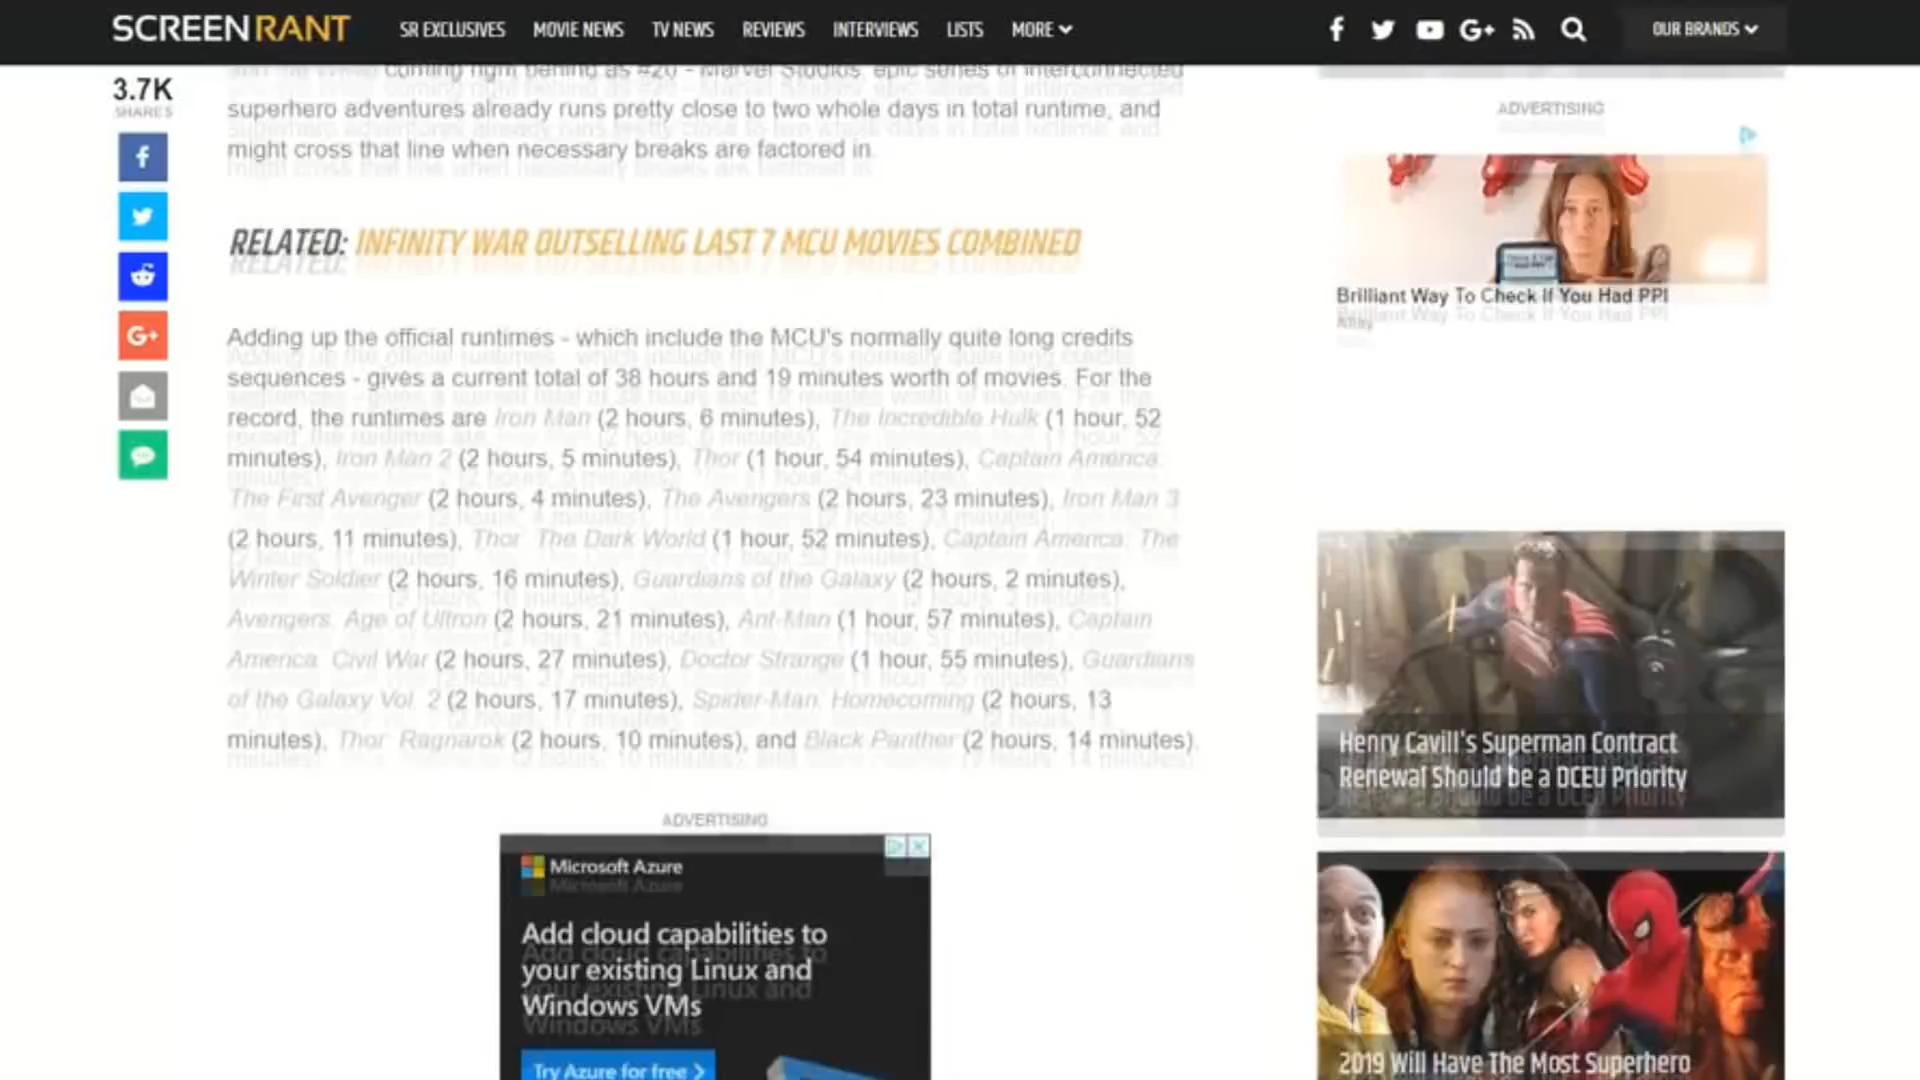 SCREENRANT
SR EXCLUSIVES MOVIE NEWS TV NEWS REVIEWS INTERVIEWS LISTS MORE
OUR BRANDS
3.7K
SHARES
coming right behind as #20 - Marvel Studios' epic series of interconnected
superhero adventures already runs pretty close to two whole days in total runtime, and
might cross that line when necessary breaks are factored in.
RELATED: INFINITY WAR OUTSELLING LAST 7 MCU MOVIES COMBINED
Adding up the official runtimes - which include the MCU's normally quite long credits
sequences - gives a current total of 38 hours and 19 minutes worth of movies. For the
record, the runtimes are Iron Man (2 hours, 6 minutes), The Incredible Hulk (1 hour, 52
minutes), Iron Man 2 (2 hours, 5 minutes), Thor (1 hour, 54 minutes), Captain America:
The First Avenger (2 hours, 4 minutes), The Avengers (2 hours, 23 minutes), Iron Man 3
(2 hours, 11 minutes), Thor: The Dark World (1 hour, 52 minutes), Captain America: The
Winter Soldier (2 hours, 16 minutes), Guardians of the Galaxy (2 hours, 2 minutes),
Avengers: Age of Ultron (2 hours, 21 minutes), Ant-Man (1 hour, 57 minutes), Captain
America: Civil War (2 hours, 27 minutes), Doctor Strange (1 hour, 55 minutes), Guardians
of the Galaxy Vol. 2 (2 hours, 17 minutes), Spider-Man: Homecoming (2 hours, 13
minutes), Thor: Ragnarok (2 hours, 10 minutes), and Black Panther (2 hours, 14 minutes).
ADVERTISING
Microsoft Azure
Add cloud capabilities to
your existing Linux and
Windows VMs
Try Azure for free >
ADVERTISING
Brilliant Way To Check If You Had PPI
Henry Cavill's Superman Contract
Renewal Should be a DCEU Priority
2019 Will Have The Most Superhero